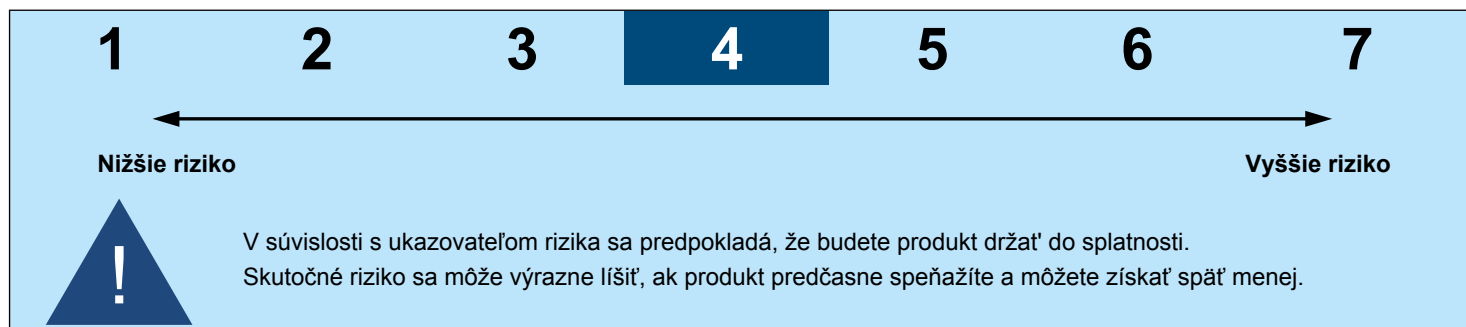 1 2 3 4 5 6 7
Nižšie riziko Vyššie riziko
!
V súvislosti s ukazovateľom rizika sa predpokladá, že budete produkt držat' do splatnosti.
Skutočné riziko sa môže výrazne líšiť, ak produkt predčasne speňažíte a môžete získať späť menej.